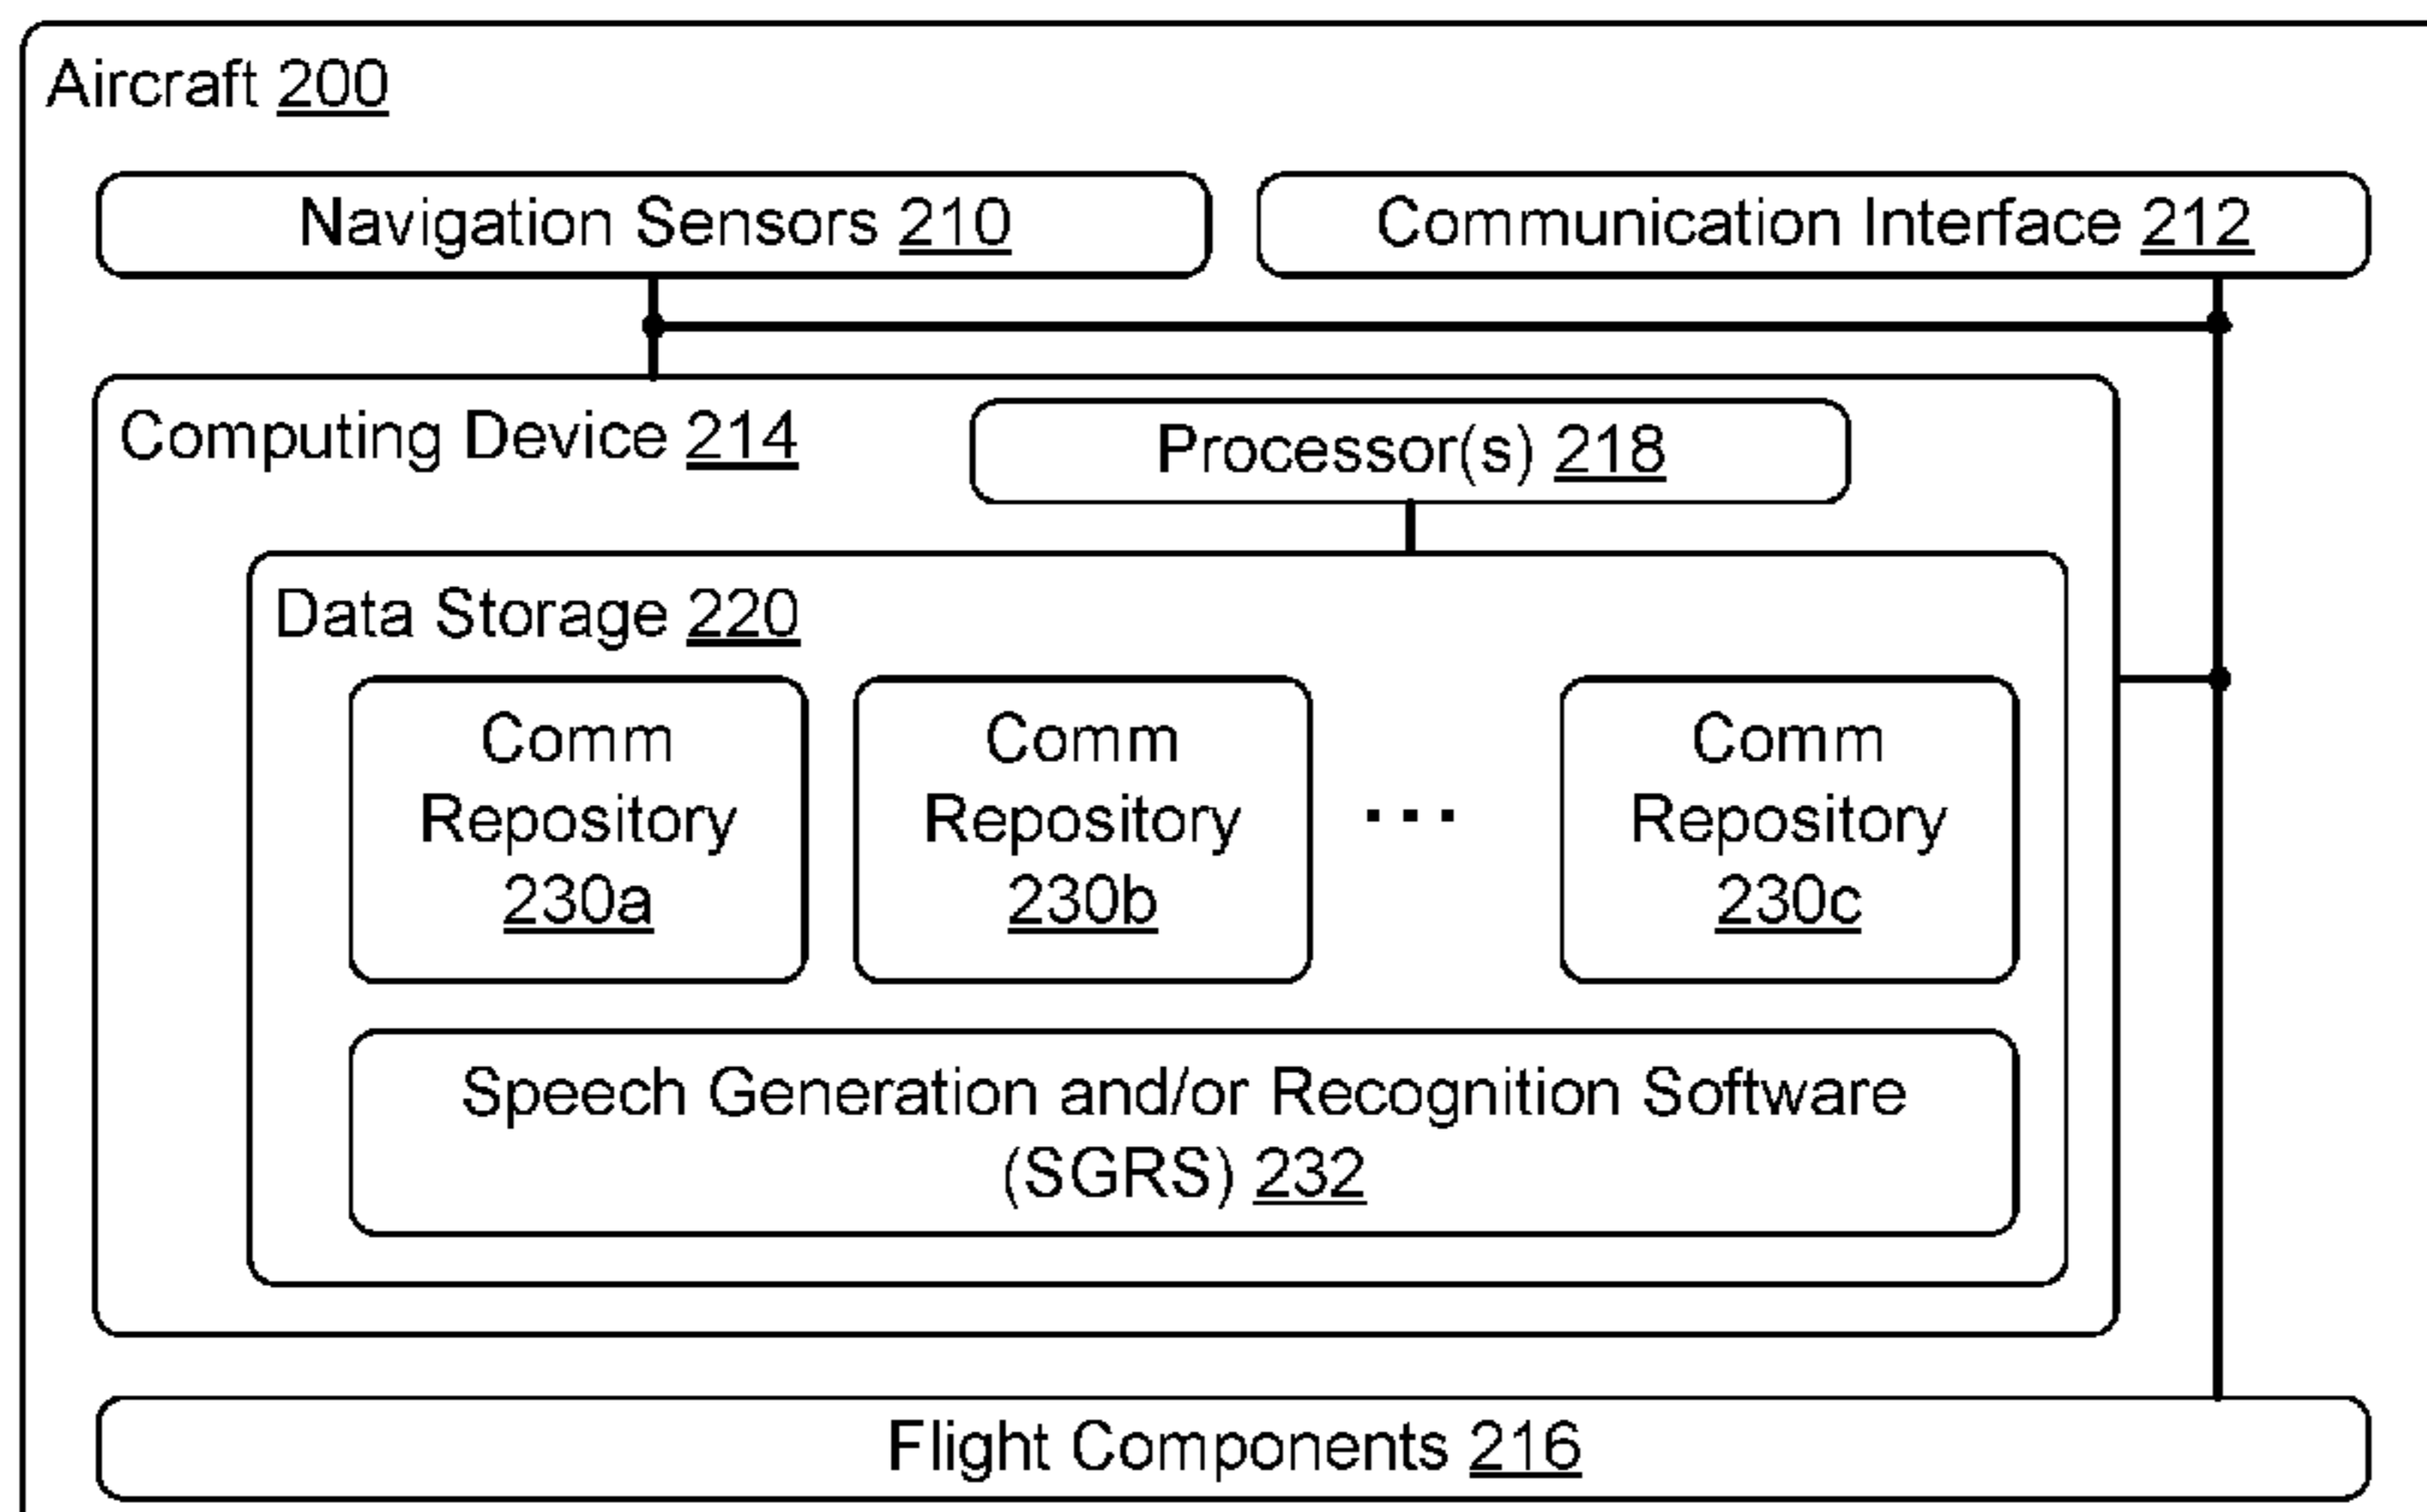 Aircraft 200
Navigation Sensors 210
Communication Interface 212
Computing Device 214
Processor(s) 218
Data Storage 220
Comm
Repository
230a
Comm
Repository
230b
...
Comm
Repository
230c
Speech Generation and/or Recognition Software
(SGRS) 232
Flight Components 216